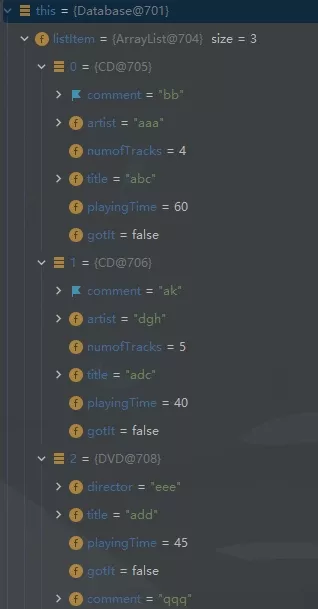 this = {Database@701}
listItem = {ArrayList@704} size = 3
0 = {CD@705}
comment = "bb"
artist = "aaa"
numofTracks = 4
title = "abc"
playingTime = 60
gotIt = false
1 = {CD@706}
comment = "ak"
artist = "dgh"
numofTracks = 5
title = "adc"
playingTime = 40
gotIt = false
2 = {DVD@708}
director = "eee"
title = "add"
playingTime = 45
gotIt = false
comment = "qqq"